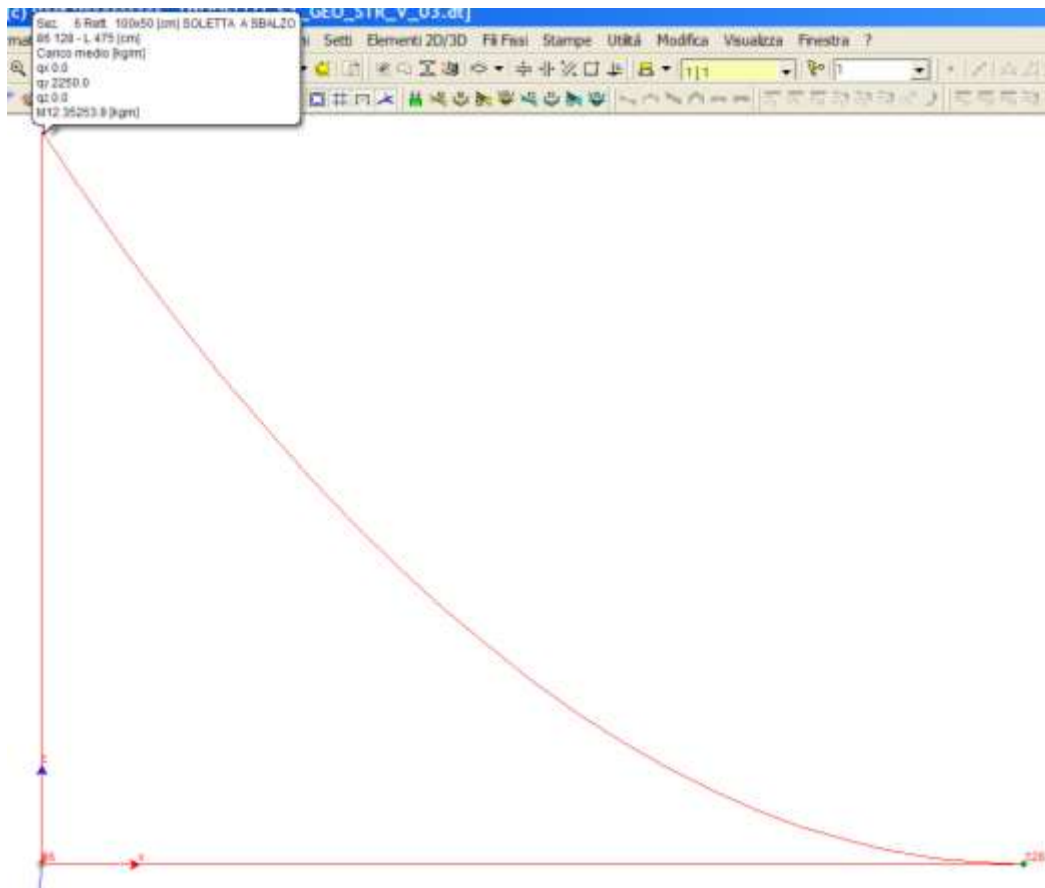 GEO_STR_V_03.dt]
Sez. 6 Rett. 100x50 [cm] SOLETTA A SBALZO
86 128 - L 475 [cm]
Carico medio [kg/m]
qx 0.0
qy 2250.0
qz 0.0
M12 35253.9 [kgm]
Setti Elementi 2D/3D Fili Fissi Stampe Utilità Modifica Visualizza Finestra ?
1|1
1
z
86
x
128